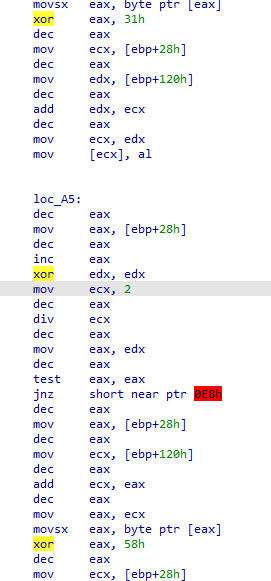 movsx eax, byte ptr [eax]
xor eax, 31h
dec eax
mov ecx, [ebp+28h]
dec eax
mov edx, [ebp+120h]
dec eax
add edx, ecx
dec eax
mov ecx, edx
mov [ecx], al
loc_A5:
dec eax
mov eax, [ebp+28h]
dec eax
inc eax
xor edx, edx
mov ecx, 2
dec eax
div ecx
dec eax
mov eax, edx
dec eax
test eax, eax
jnz short near ptr 0E8h
dec eax
mov eax, [ebp+28h]
dec eax
mov ecx, [ebp+120h]
dec eax
add ecx, eax
dec eax
mov eax, ecx
movsx eax, byte ptr [eax]
xor eax, 58h
dec eax
mov ecx, [ebp+28h]